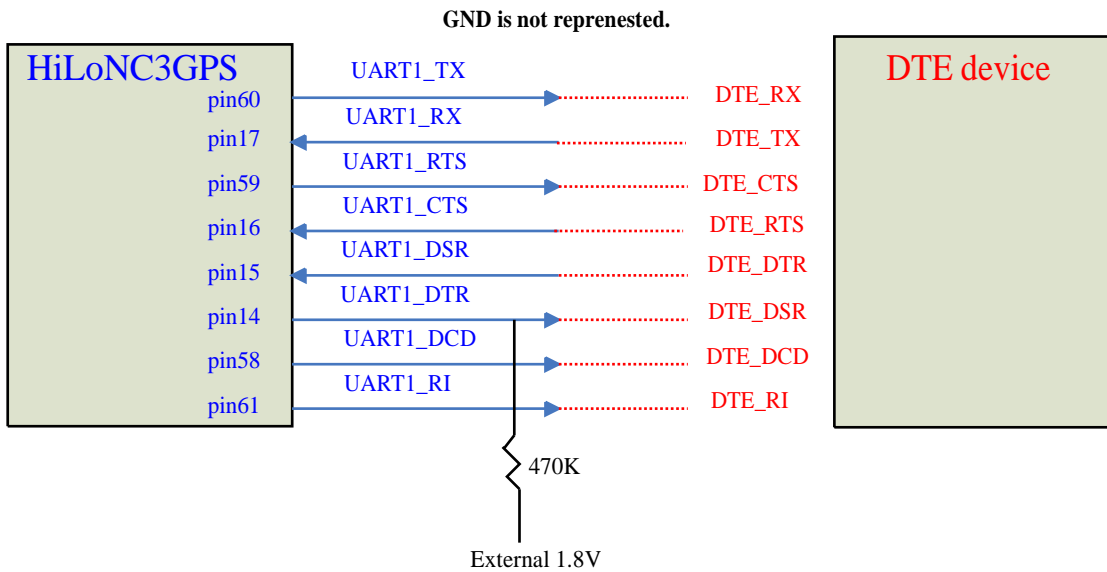 GND is not reprenested.
HiLoNC3GPS
DTE device
UART1_TX
pin60
DTE_RX
UART1_RX
pin17
DTE_TX
UART1_RTS
pin59
DTE_CTS
UART1_CTS
pin16
DTE_RTS
UART1_DSR
pin15
DTE_DTR
UART1_DTR
pin14
DTE_DSR
UART1_DCD
pin58
DTE_DCD
UART1_RI
pin61
DTE_RI
470K
External 1.8V